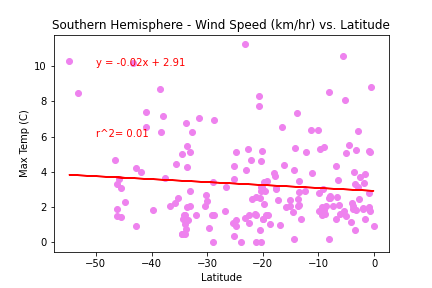 Southern Hemisphere - Wind Speed (km/hr) vs. Latitude
10
8
6
4
2
0
Max Temp (C)
y = -0.02x + 2.91
r^2= 0.01
−50 −40 −30 −20 −10 0
Latitude